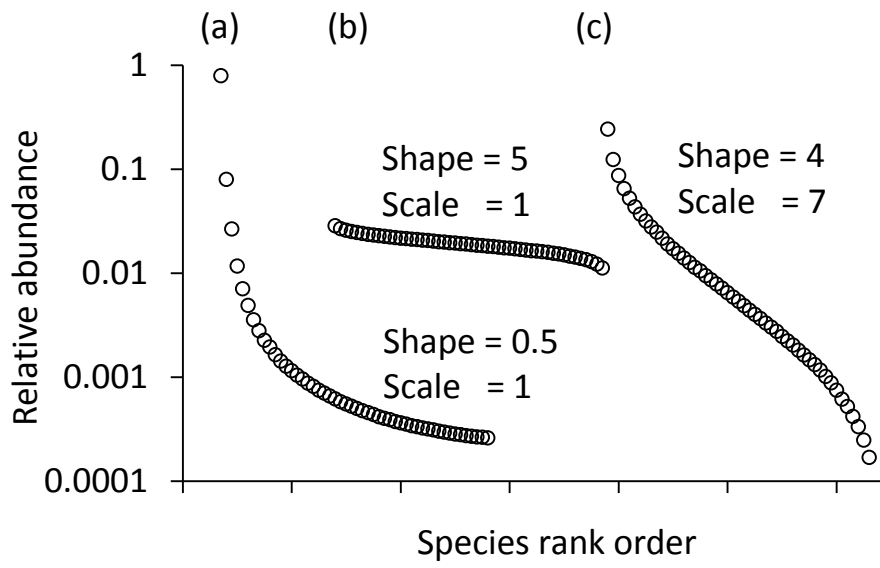 (a) (b) (c)
1
0.1
0.01
0.001
0.0001
Relative abundance
Shape = 5
Scale = 1
Shape = 4
Scale = 7
Shape = 0.5
Scale = 1
Species rank order